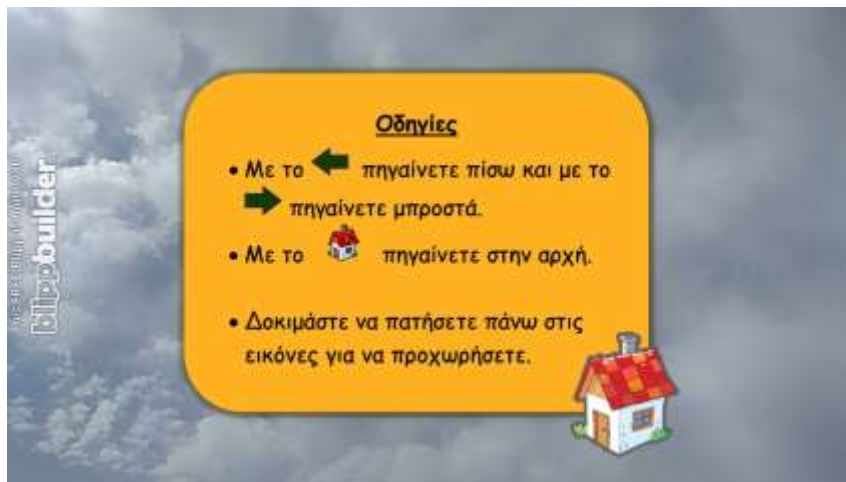 Οδηγίες
• Με το πηγαίνετε πίσω και με το
πηγαίνετε μπροστά.
• Με το πηγαίνετε στην αρχή.
• Δοκιμάστε να πατήσετε πάνω στις
εικόνες για να προχωρήσετε.
blippbuilder